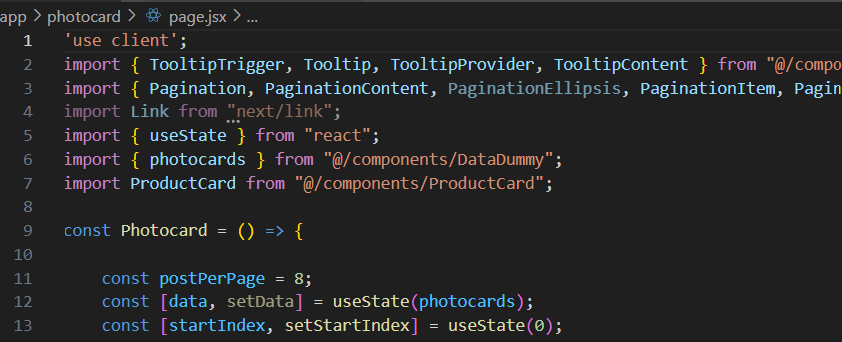 app > photocard > page.jsx > ...
1 'use client';
2 import { TooltipTrigger, Tooltip, TooltipProvider, TooltipContent } from "@/compo
3 import { Pagination, PaginationContent, PaginationEllipsis, PaginationItem, Pagin
4 import Link from "next/link";
5 import { useState } from "react";
6 import { photocards } from "@/components/DataDummy";
7 import ProductCard from "@/components/ProductCard";
8
9 const Photocard = () => {
10
11 const postPerPage = 8;
12 const [data, setData] = useState(photocards);
13 const [startIndex, setStartIndex] = useState(0);